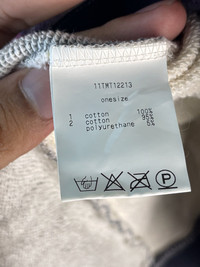 11TMT12213
onesize
1 cotton 100%
2 cotton 95%
polyurethane 5%
P